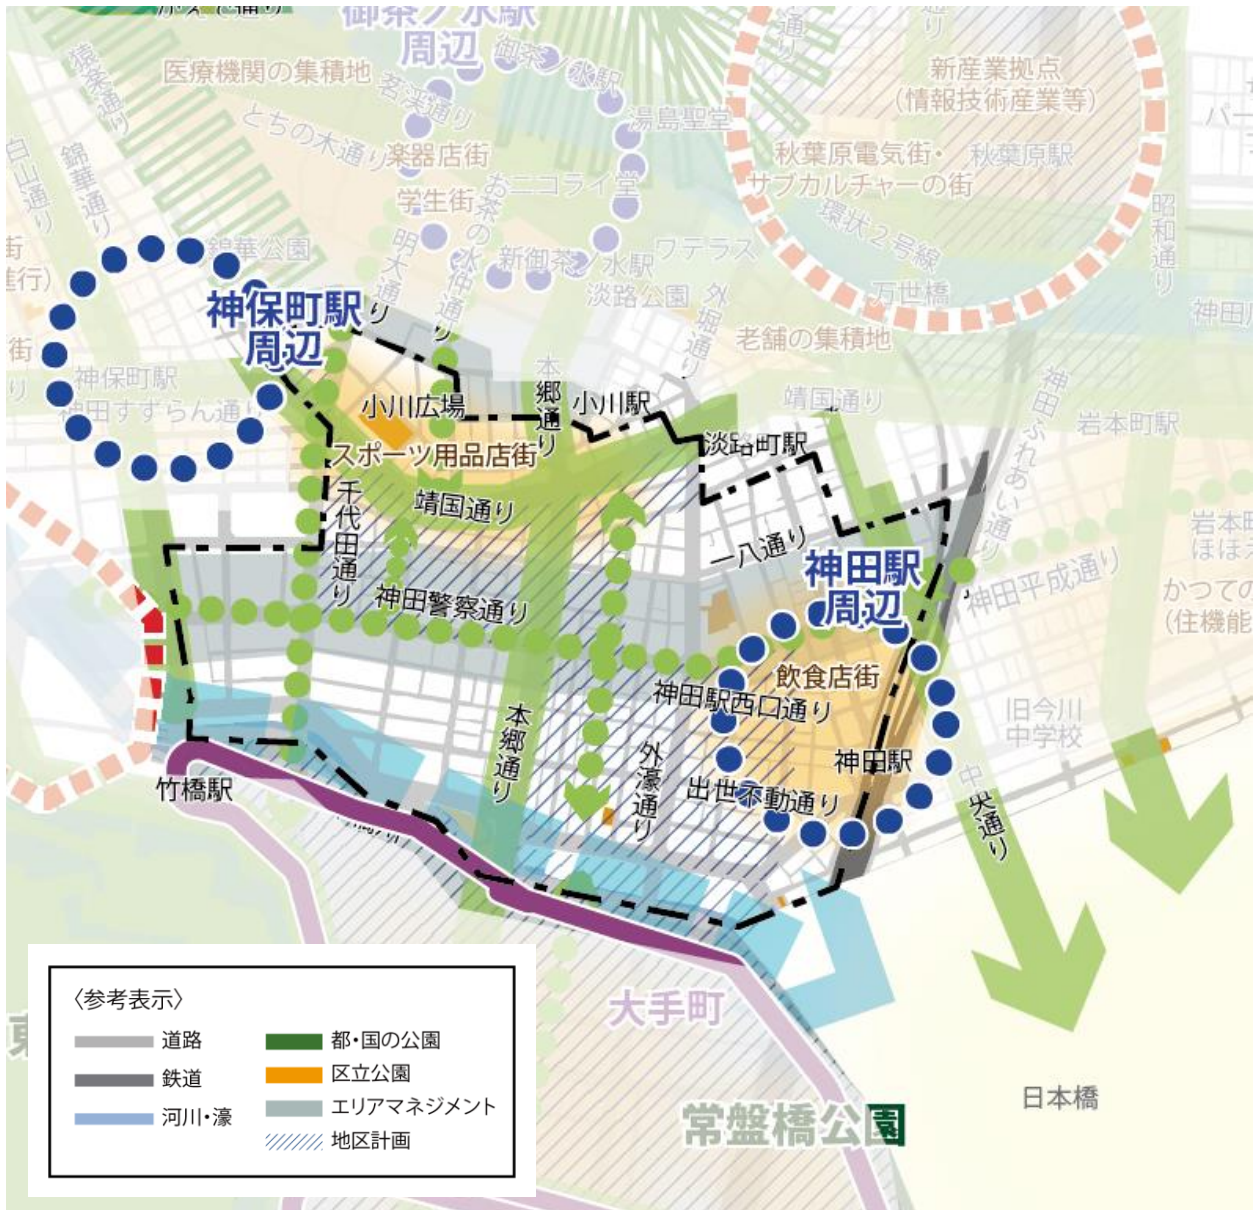 かえで通り
御茶ノ水駅
周辺
猿楽通り
医療機関の集積地
茗渓通り
御茶ノ水駅
とちの木通り
楽器店街
学生街
湯島聖堂
新産業拠点
(情報技術産業等)
秋葉原電気街・
サブカルチャーの街
秋葉原駅
環状2号線
昭和通り
白山通り
錦華通り
錦華公園
明大通り
お茶の水仲通り
ニコライ堂
新御茶ノ水駅
ワテラス
淡路公園
外堀通り
万世橋
老舗の集積地
神保町駅
周辺
神保町駅
神田すずらん通り
小川広場
本郷通り
小川駅
靖国通り
神田ふれあい通り
岩本町駅
スポーツ用品店街
淡路町駅
千代田通り
靖国通り
一八通り
神田駅
周辺
神田平成通り
神田警察通り
飲食店街
神田駅西口通り
旧今川
中学校
かつての
(住機能
竹橋駅
本郷通り
外濠通り
出世不動通り
神田駅
中央通り
大手町
常盤橋公園
日本橋
〈参考表示〉
道路
鉄道
河川・濠
都・国の公園
区立公園
エリアマネジメント
地区計画